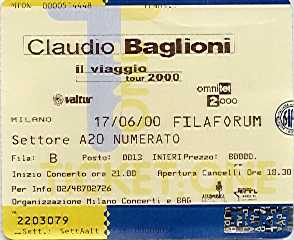 Claudio Baglioni
il viaggio
tour 2000
valtur
omnitel
2000
MILANO 17/06/00 FILAFORUM
Settore A20 NUMERATO
Fila: B Posto: 0013 INTERI Prezzo: 80000.
Inizio Concerto ore 21.00 Apertura Cancelli Ore 18.30
Per Info 02/48702726
Organizzazione Milano Concerti e BAG
2203079